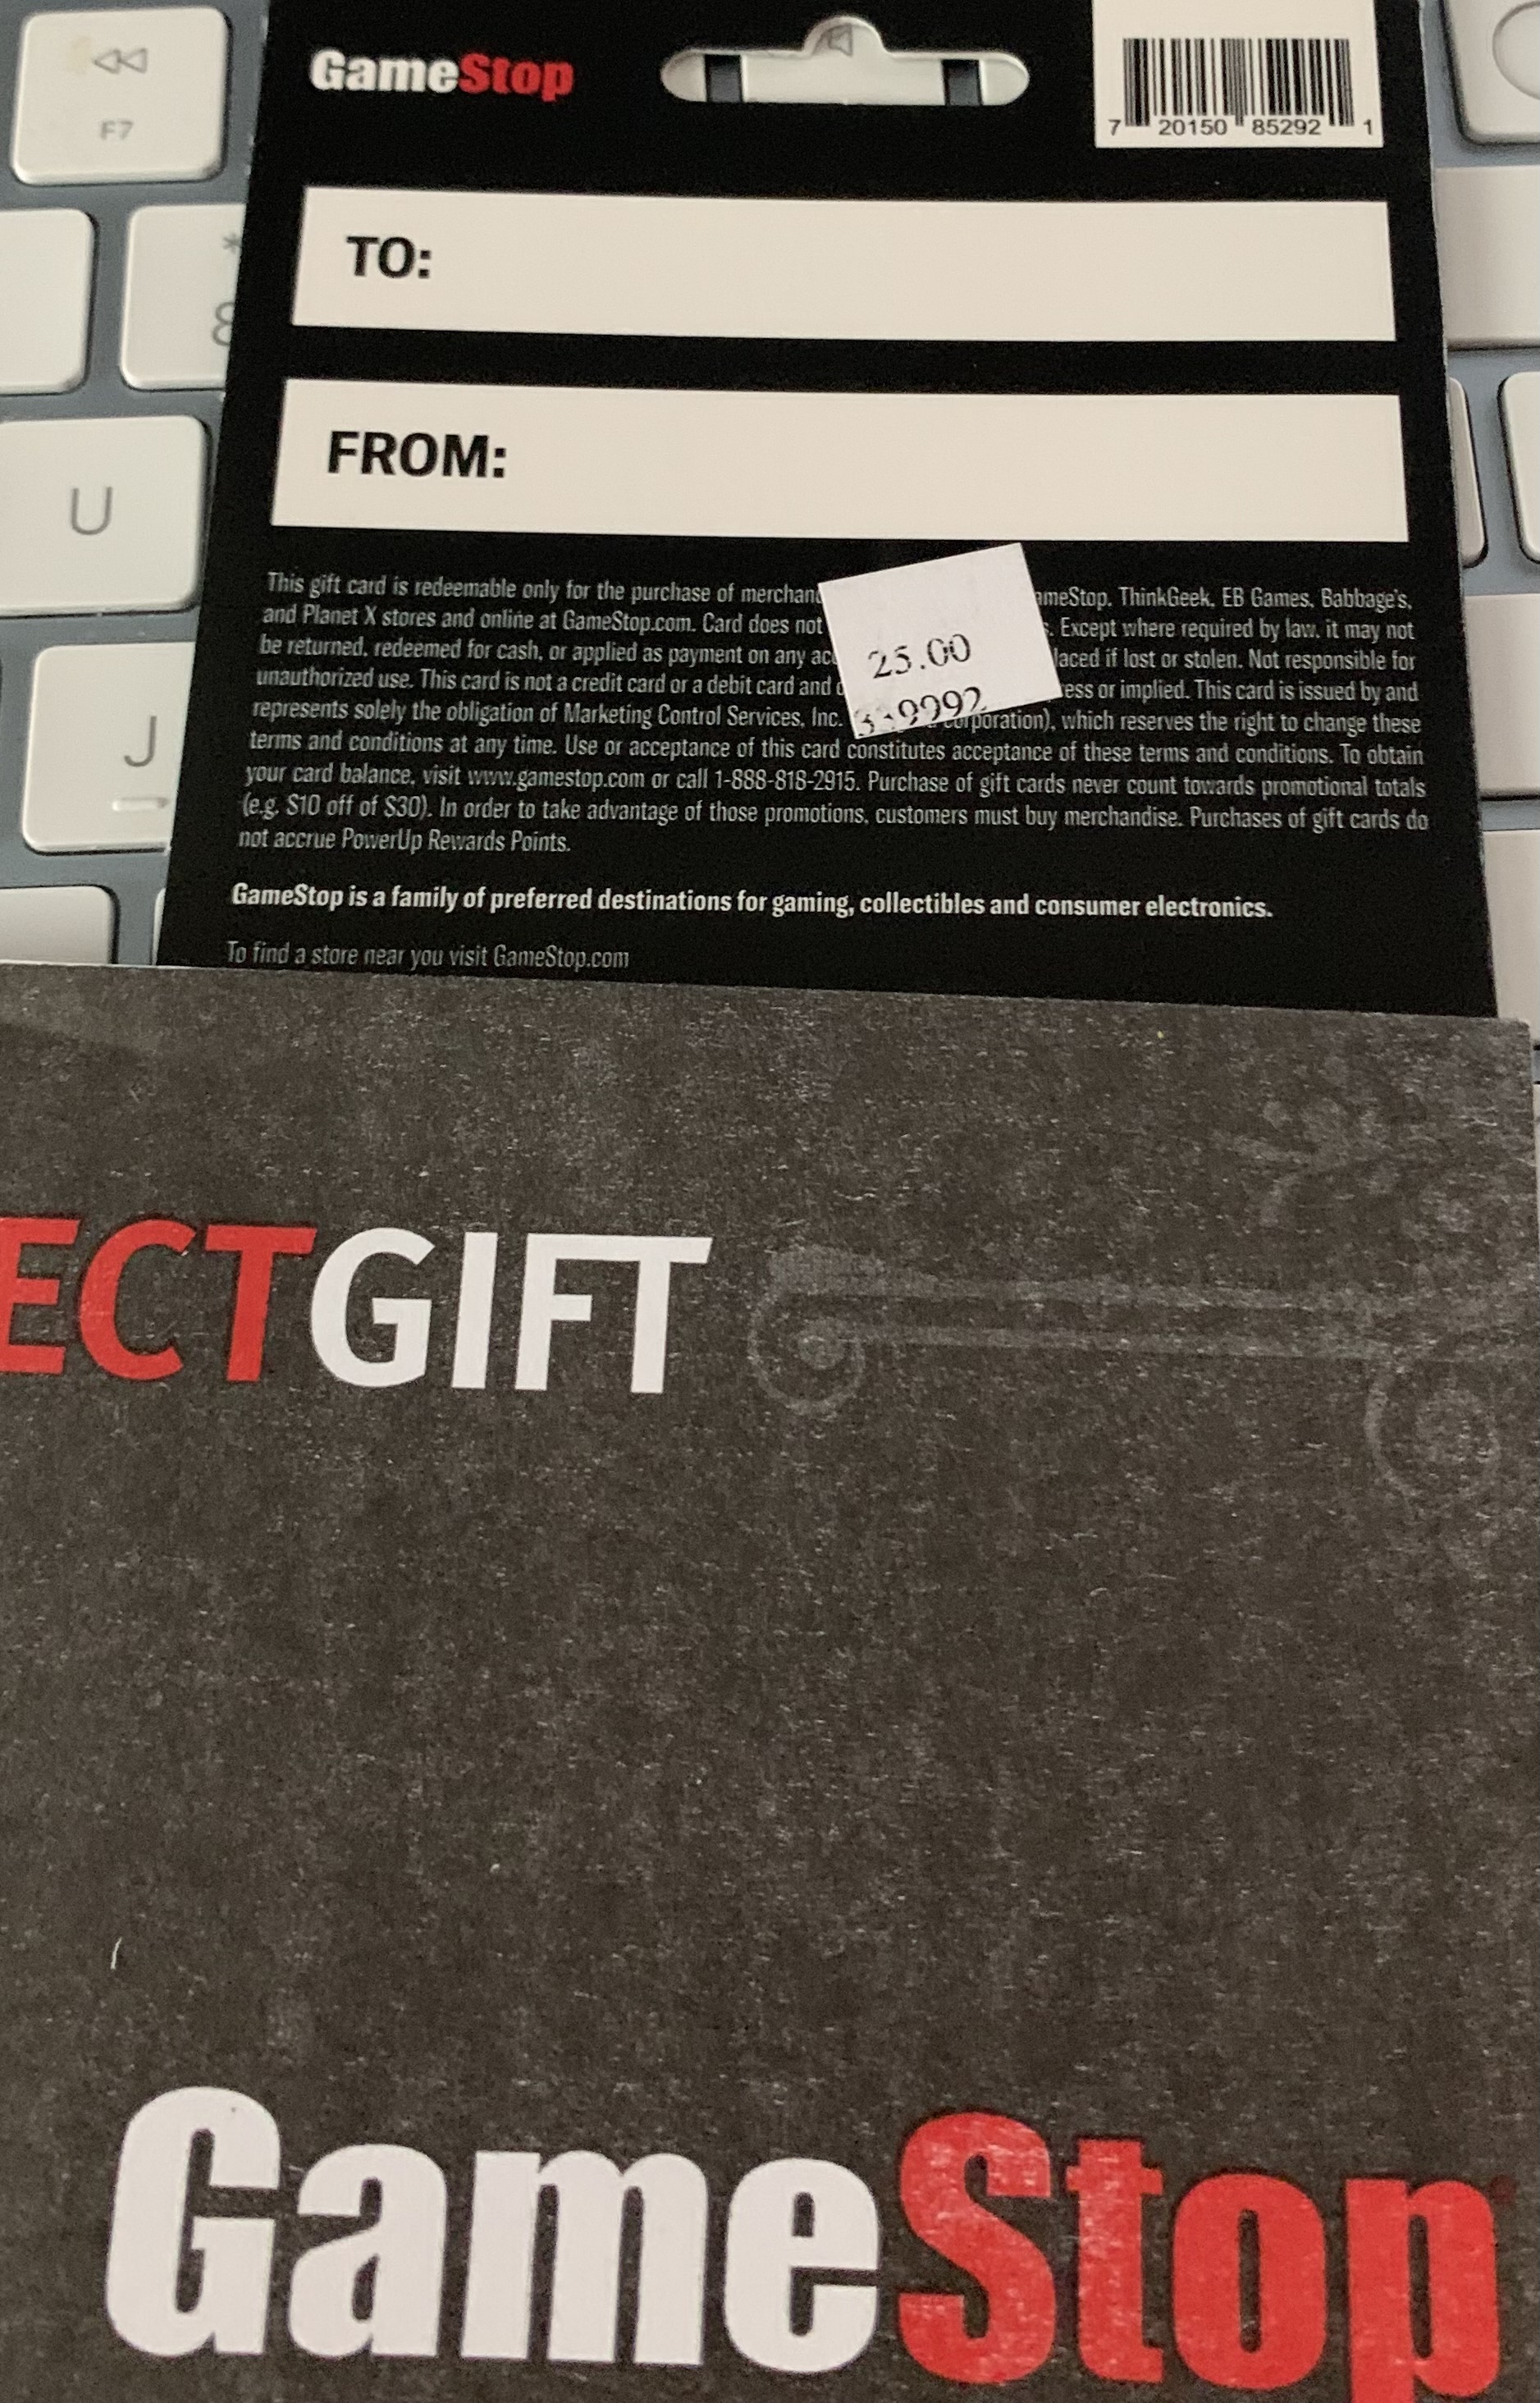 F7
*
8
U
J
GameStop
7 20150 85292 1
TO:
FROM:
This gift card is redeemable only for the purchase of ameStop, ThinkGeek, EB Games, Babbage's,
and Planet X stores and online at GameStop.com. Card does not Except where required by law, it may not
be returned, redeemed for cash, or applied as payment on any laced if lost or stolen. Not responsible for
unauthorized use. This card is not a credit card or a debit card and ess or implied. This card is issued by and
represents solely the obligation of Marketing Control Services, Inc. corporation), which reserves the right to change these
terms and conditions at any time. Use or acceptance of this card constitutes acceptance of these terms and conditions. To obtain
your card balance, visit www.gamestop.com or call 1-888-818-2915. Purchase of gift cards never count towards promotional totals
(e.g. $10 off of $30). In order to take advantage of those promotions, customers must buy merchandise. Purchases of gift cards do
not accrue PowerUp Rewards Points.
25.00
GameStop is a family of preferred destinations for gaming, collectibles and consumer electronics.
To find a store near you visit GameStop.com
ECTGIFT
GameStop